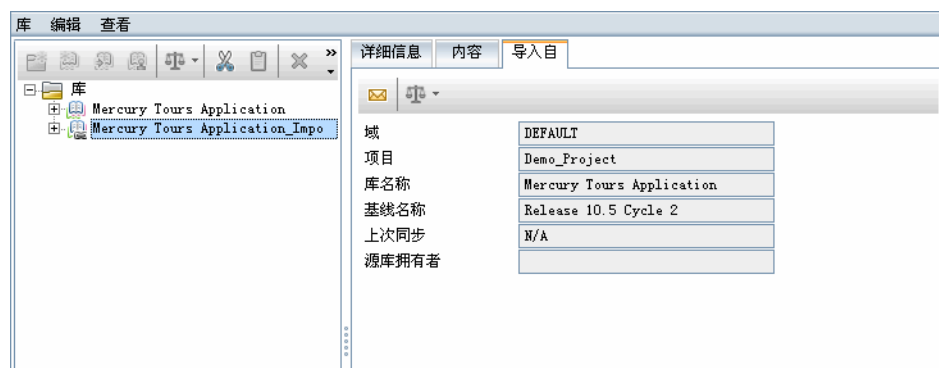 库 编辑 查看
详细信息 内容 导入自
库
Mercury Tours Application
Mercury Tours Application_Impo
域 DEFAULT
项目 Demo_Project
库名称 Mercury Tours Application
基线名称 Release 10.5 Cycle 2
上次同步 N/A
源库拥有者